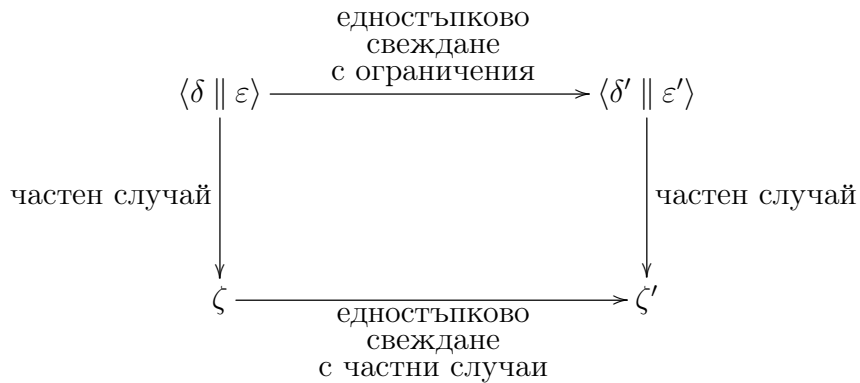 едностъпково
свеждане
с ограничения
⟨δ ∥ ε⟩ ⟨δ′ ∥ ε′⟩
частен случай частен случай
ζ ζ′
едностъпково
свеждане
с частни случаи